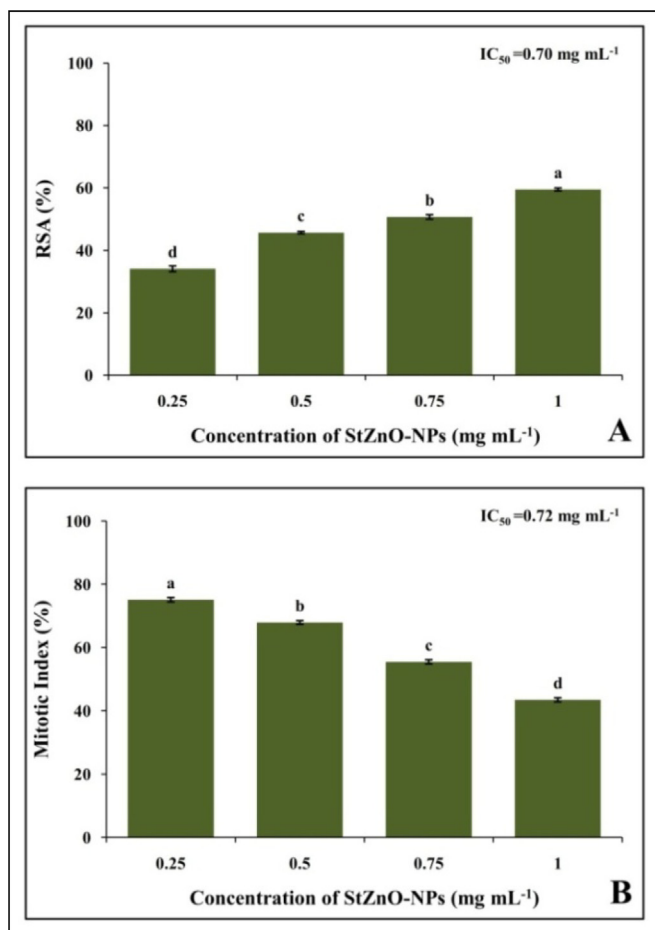 IC₅₀ =0.70 mg mL⁻¹
100
80
60
40
20
0
RSA (%)
d
c
b
a
0.25 0.5 0.75 1
Concentration of StZnO-NPs (mg mL⁻¹)
A
IC₅₀ =0.72 mg mL⁻¹
100
80
60
40
20
0
Mitotic Index (%)
a
b
c
d
0.25 0.5 0.75 1
Concentration of StZnO-NPs (mg mL⁻¹)
B